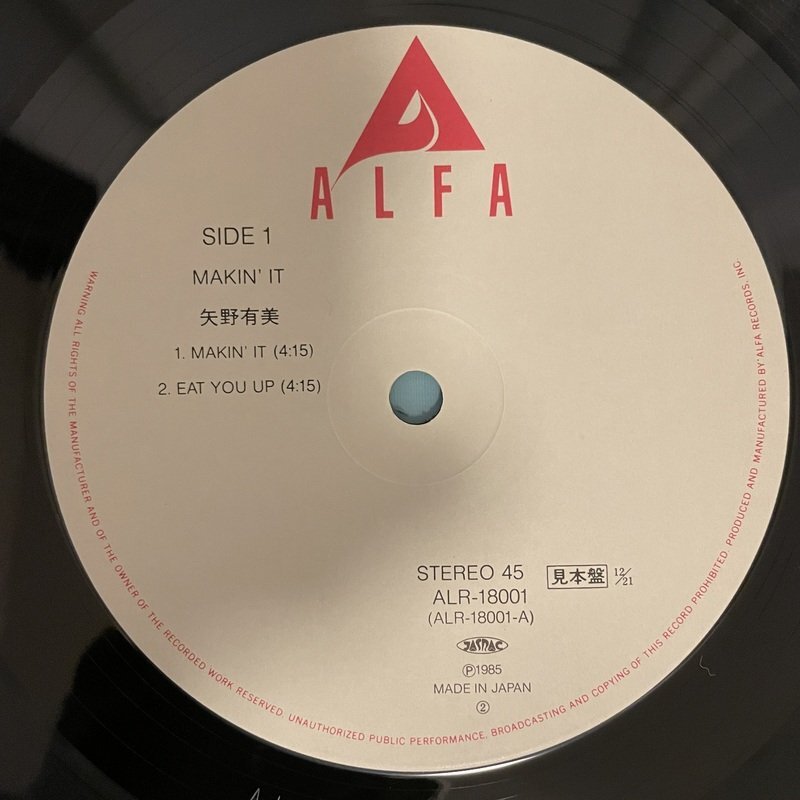 ALFA
SIDE 1
MAKIN' IT
矢野有美
1. MAKIN' IT (4:15)
2. EAT YOU UP (4:15)
STEREO 45 見本盤 12/21
ALR-18001
(ALR-18001-A)
JASRAC
Ⓟ1985
MADE IN JAPAN
②
WARNING ALL RIGHTS OF THE MANUFACTURER AND OF THE OWNER OF THE RECORDED WORK RESERVED. UNAUTHORIZED PUBLIC PERFORMANCE, BROADCASTING AND COPYING OF THIS RECORD PROHIBITED. PRODUCED AND MANUFACTURED BY ALFA RECORDS, INC.